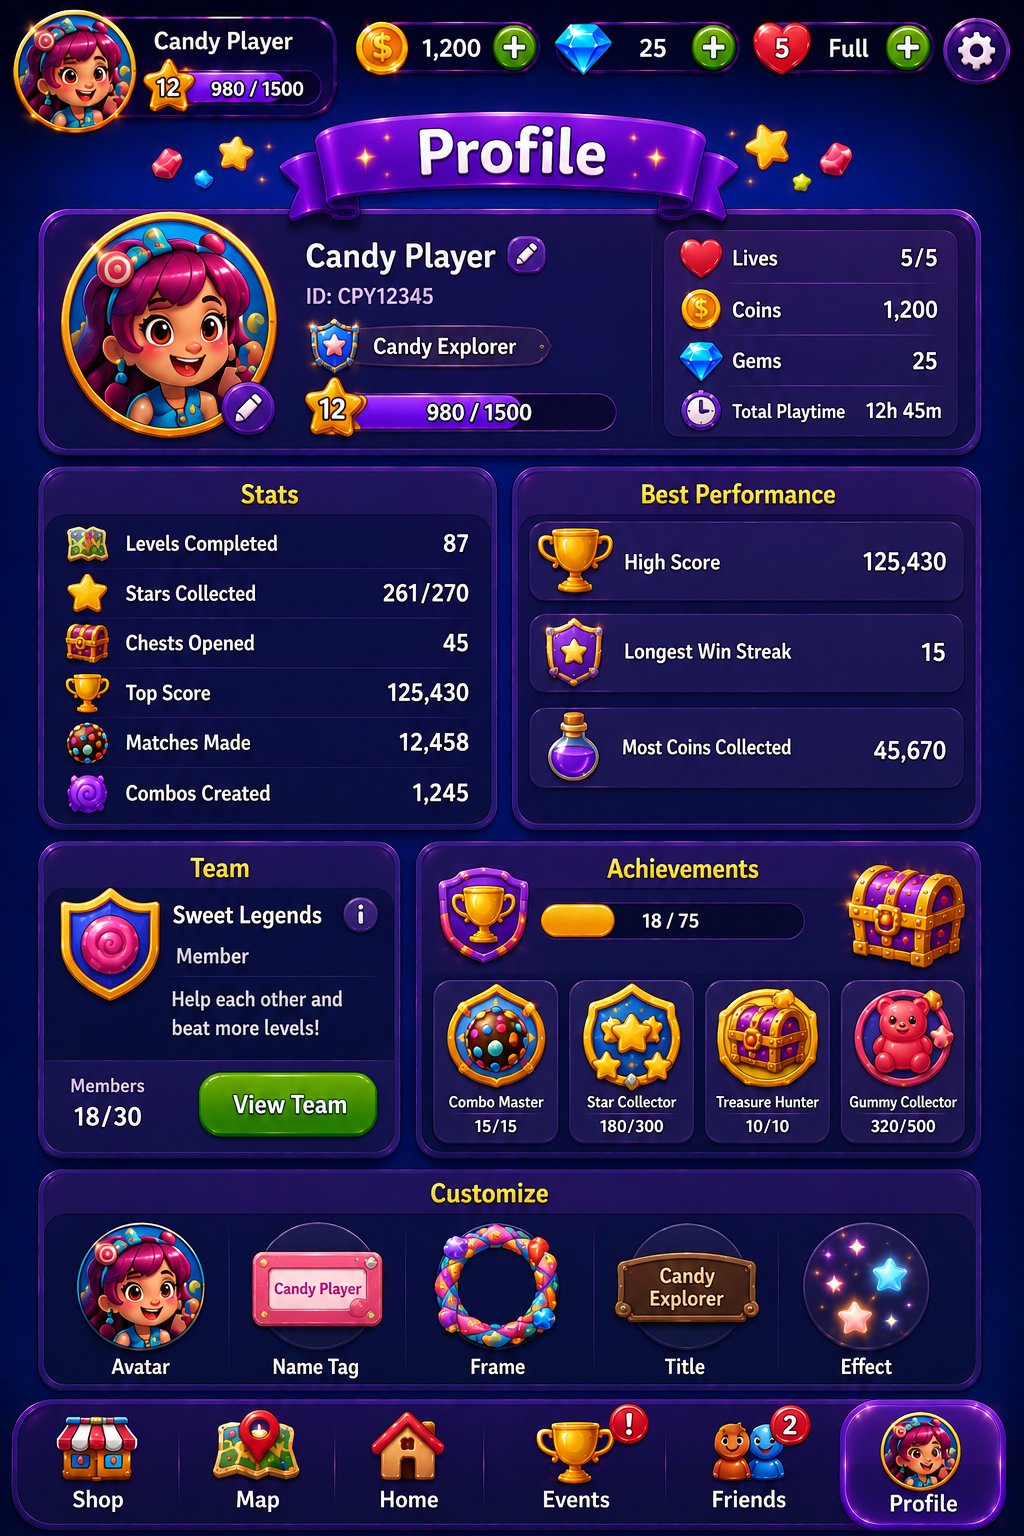 Candy Player
12
980 / 1500
$
1,200
25
5
Full
Profile
Candy Player
ID: CPY12345
Candy Explorer
12
980 / 1500
Lives
5/5
$
Coins
1,200
Gems
25
Total Playtime
12h 45m
Stats
Levels Completed
87
Stars Collected
261/270
Chests Opened
45
Top Score
125,430
Matches Made
12,458
Combos Created
1,245
Best Performance
High Score
125,430
Longest Win Streak
15
Most Coins Collected
45,670
Team
Sweet Legends
i
Member
Help each other and
beat more levels!
Members
18/30
View Team
Achievements
18 / 75
Combo Master
15/15
Star Collector
180/300
Treasure Hunter
10/10
Gummy Collector
320/500
Customize
Avatar
Candy Player
Name Tag
Frame
Candy
Explorer
Title
Effect
Shop
Map
Home
!
Events
2
Friends
Profile